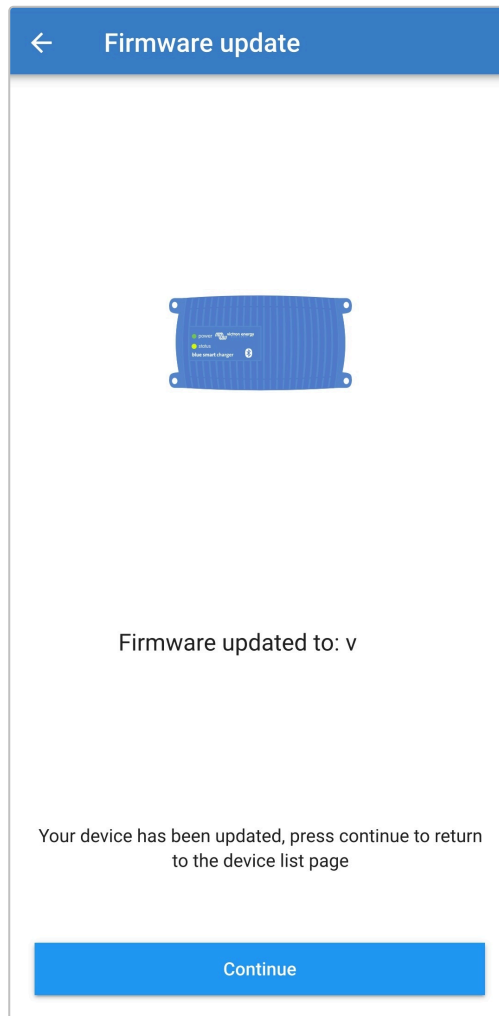 Firmware update
power victron energy
status
blue smart charger
Firmware updated to: v
Your device has been updated, press continue to return
to the device list page
Continue